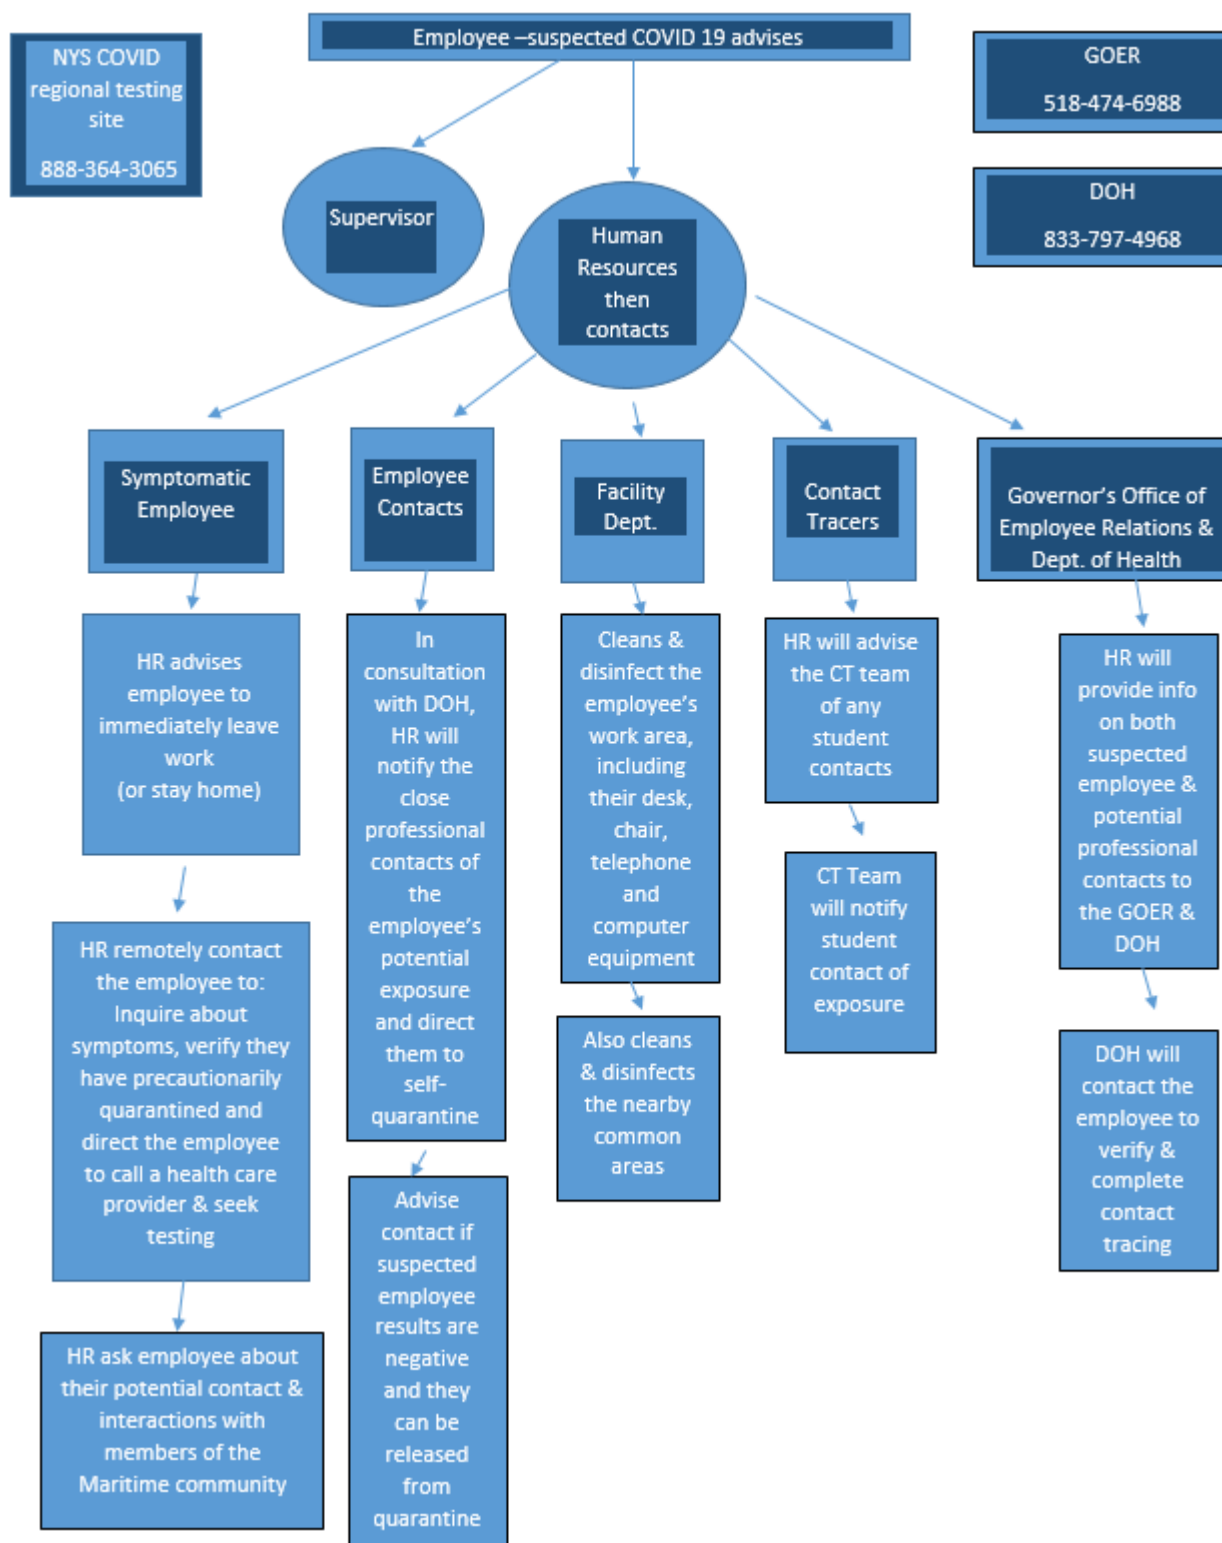 Employee –suspected COVID 19 advises
NYS COVID
regional testing
site
888-364-3065
GOER
518-474-6988
DOH
833-797-4968
Supervisor
Human
Resources
then
contacts
Symptomatic
Employee
Employee
Contacts
Facility
Dept.
Contact
Tracers
Governor's Office of
Employee Relations &
Dept. of Health
HR advises
employee to
immediately leave
work
(or stay home)
HR remotely contact
the employee to:
Inquire about
symptoms, verify they
have precautionarily
quarantined and
direct the employee
to call a health care
provider & seek
testing
HR ask employee about
their potential contact &
interactions with
members of the
Maritime community
In
consultation
with DOH,
HR will
notify the
close
professional
contacts of
the
employee's
potential
exposure
and direct
them to
self-
quarantine
Advise
contact if
suspected
employee
results are
negative
and they
can be
released
from
quarantine
Cleans &
disinfect the
employee's
work area,
including
their desk,
chair,
telephone
and
computer
equipment
Also cleans
& disinfects
the nearby
common
areas
HR will advise
the CT team
of any
student
contacts
CT Team
will notify
student
contact of
exposure
HR will
provide info
on both
suspected
employee &
potential
professional
contacts to
the GOER &
DOH
DOH will
contact the
employee to
verify &
complete
contact
tracing